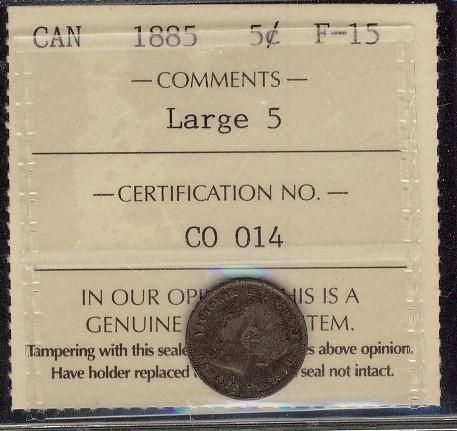 CAN 1885 5¢ F-15
— COMMENTS —
Large 5
— CERTIFICATION NO. —
CO 014
IN OUR OPI HIS IS A
GENUINE TEM.
Tampering with this seale s above opinion.
Have holder replaced seal not intact.